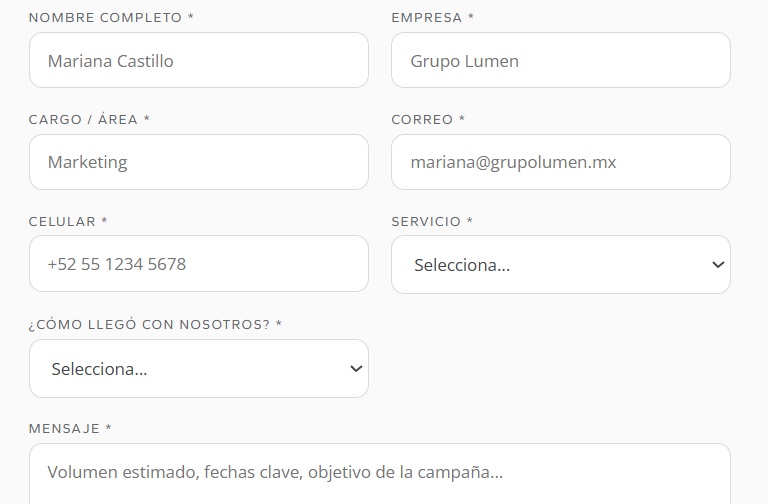 NOMBRE COMPLETO *
EMPRESA *
Mariana Castillo
Grupo Lumen
CARGO / ÁREA *
CORREO *
Marketing
mariana@grupolumen.mx
CELULAR *
SERVICIO *
+52 55 1234 5678
Selecciona...
¿CÓMO LLEGÓ CON NOSOTROS? *
Selecciona...
MENSAJE *
Volumen estimado, fechas clave, objetivo de la campaña...